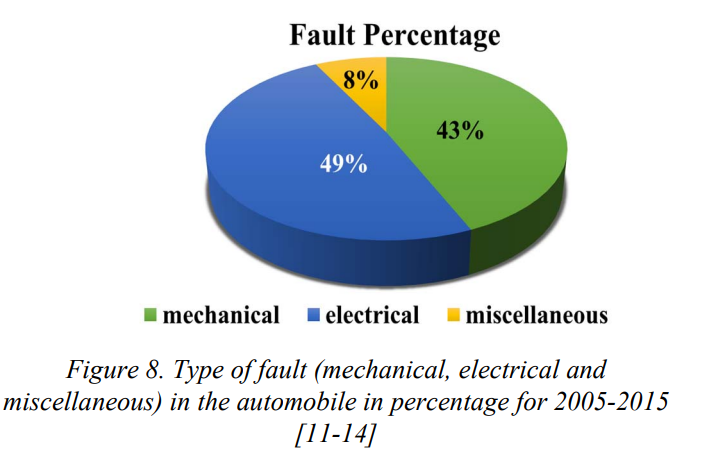 Fault Percentage
8%
43%
49%
mechanical electrical miscellaneous
Figure 8. Type of fault (mechanical, electrical and
miscellaneous) in the automobile in percentage for 2005-2015
[11-14]